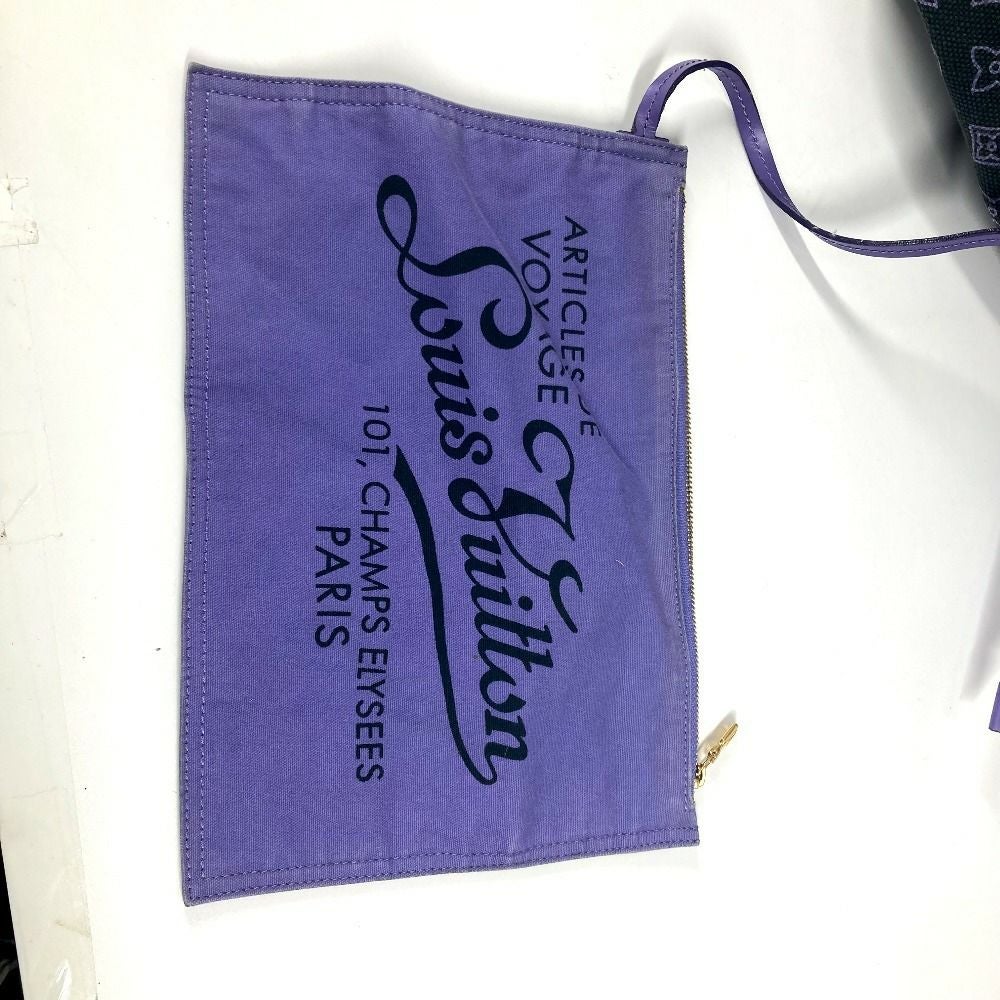 ARTICLES DE
VOYAGE
Louis Vuitton
101, CHAMPS ELYSEES
PARIS